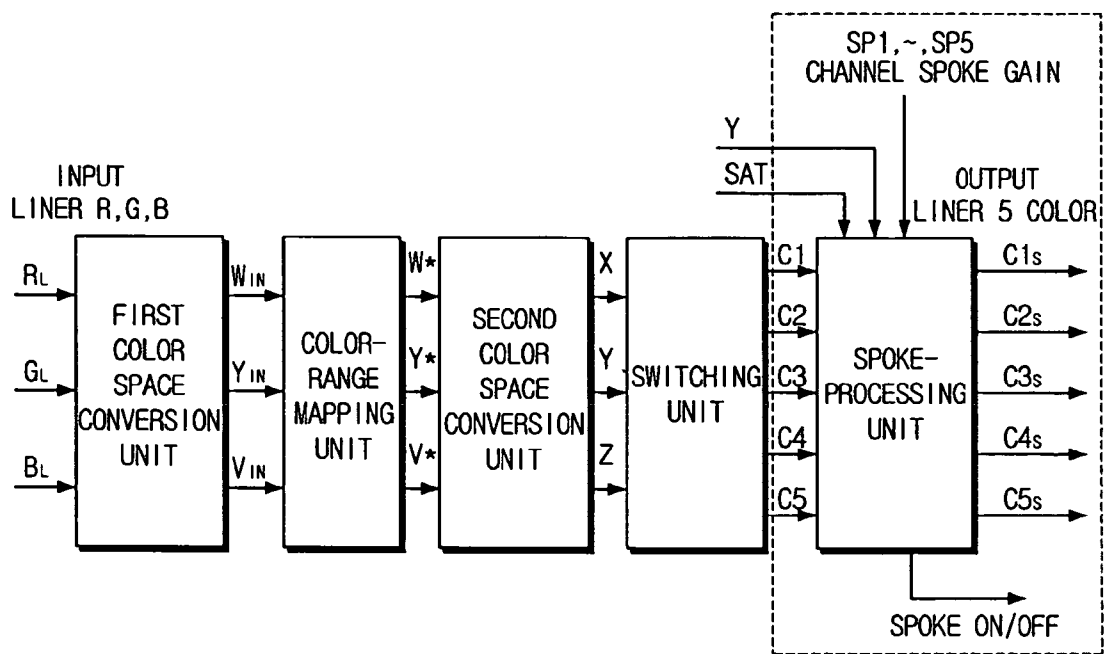 SP1,~,SP5
CHANNEL SPOKE GAIN
Y
SAT
INPUT
LINER R,G,B
OUTPUT
LINER 5 COLOR
RL
GL
BL
FIRST
COLOR
SPACE
CONVERSION
UNIT
WIN
YIN
VIN
COLOR-
RANGE
MAPPING
UNIT
W*
Y*
V*
SECOND
COLOR
SPACE
CONVERSION
UNIT
X
Y
Z
SWITCHING
UNIT
C1
C2
C3
C4
C5
SPOKE-
PROCESSING
UNIT
C1s
C2s
C3s
C4s
C5s
SPOKE ON/OFF